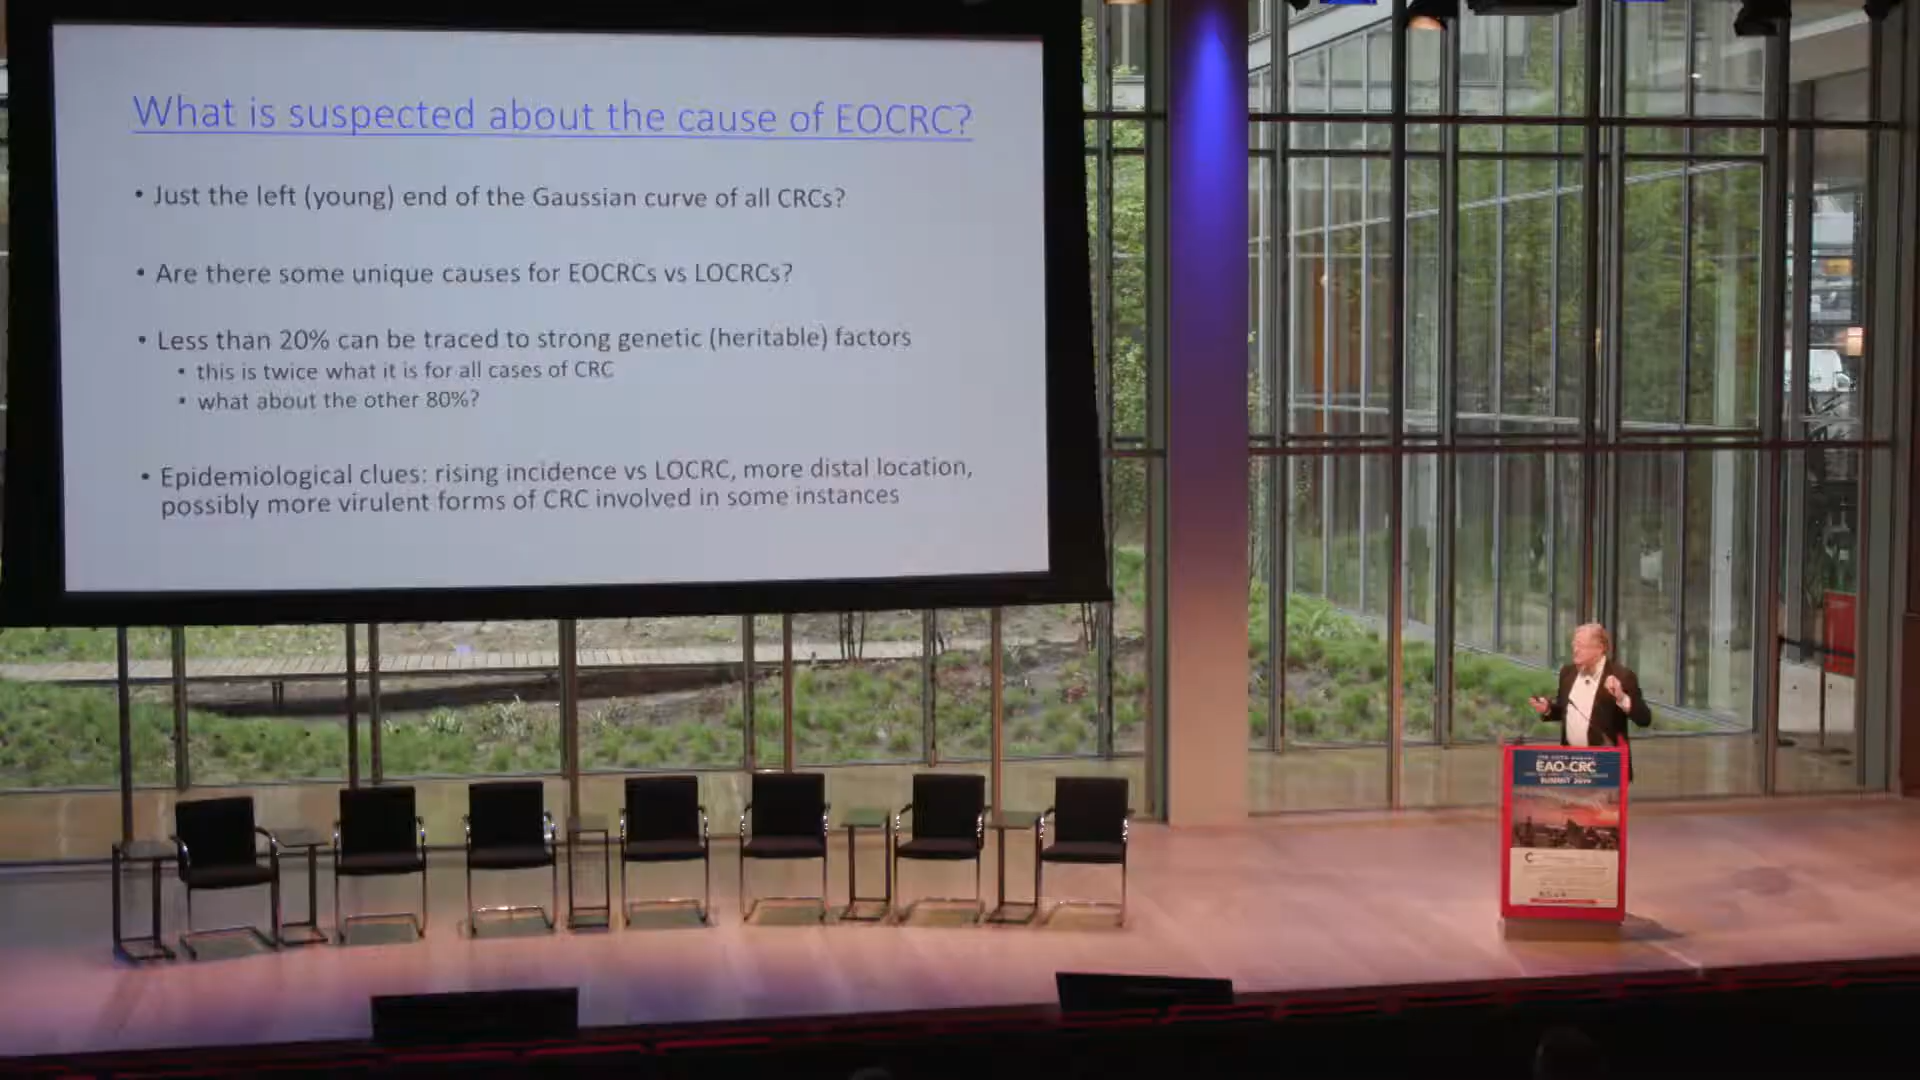 What is suspected about the cause of EOCRC?
• Just the left (young) end of the Gaussian curve of all CRCs?
• Are there some unique causes for EOCRCs vs LOCRCs?
• Less than 20% can be traced to strong genetic (heritable) factors
• this is twice what it is for all cases of CRC
• what about the other 80%?
• Epidemiological clues: rising incidence vs LOCRC, more distal location,
possibly more virulent forms of CRC involved in some instances
EAO-CRC
SUMMIT 2019